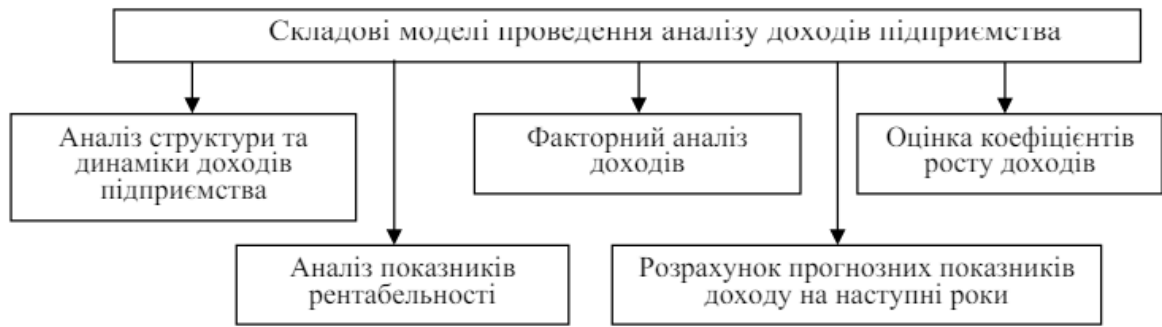 Складові моделі проведення аналізу доходів підприємства
Аналіз структури та
динаміки доходів
підприємства
Факторний аналіз
доходів
Оцінка коефіцієнтів
росту доходів
Аналіз показників
рентабельності
Розрахунок прогнозних показників
доходу на наступні роки